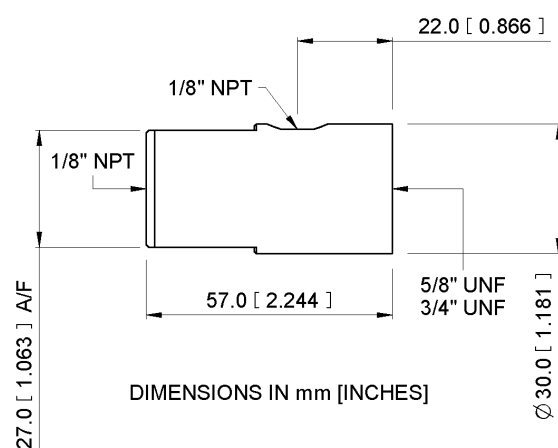 22.0 [ 0.866 ]
1/8" NPT
1/8" NPT
5/8" UNF
3/4" UNF
57.0 [ 2.244 ]
27.0 [ 1.063 ] A/F
Ø 30.0 [ 1.181 ]
DIMENSIONS IN mm [INCHES]